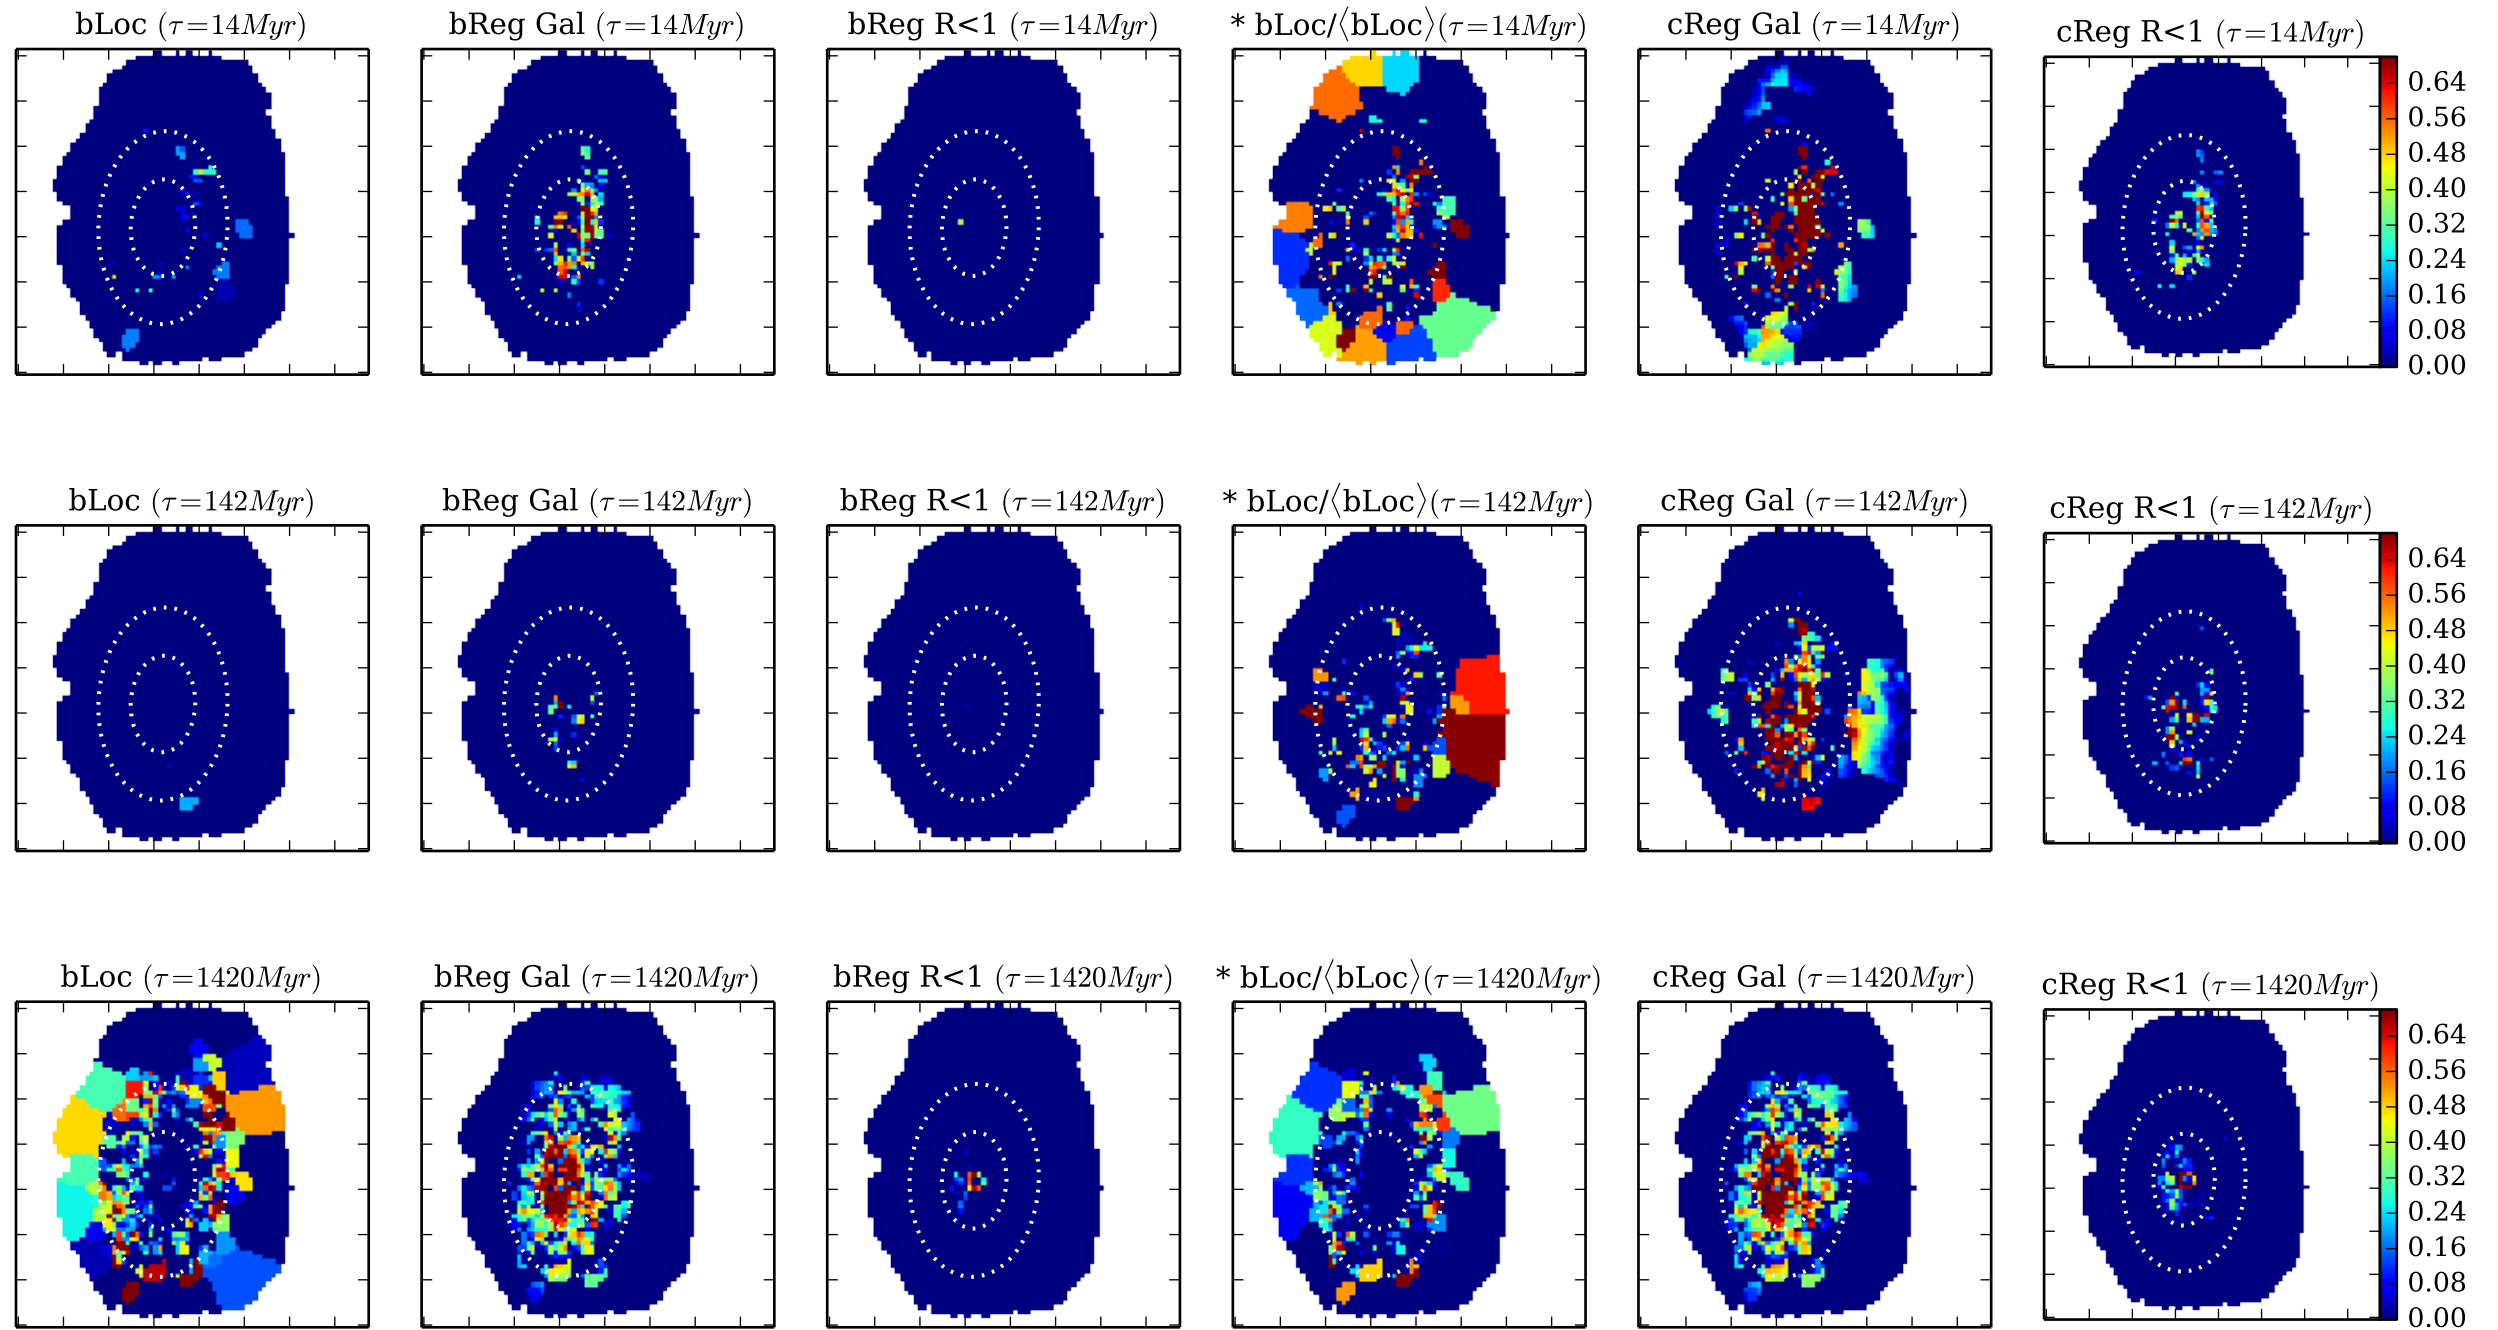 bLoc (τ=14Myr)
bReg Gal (τ=14Myr)
bReg R<1 (τ=14Myr)
* bLoc/⟨bLoc⟩(τ=14Myr)
cReg Gal (τ=14Myr)
cReg R<1 (τ=14Myr)
0.64
0.56
0.48
0.40
0.32
0.24
0.16
0.08
0.00
bLoc (τ=142Myr)
bReg Gal (τ=142Myr)
bReg R<1 (τ=142Myr)
* bLoc/⟨bLoc⟩(τ=142Myr)
cReg Gal (τ=142Myr)
cReg R<1 (τ=142Myr)
0.64
0.56
0.48
0.40
0.32
0.24
0.16
0.08
0.00
bLoc (τ=1420Myr)
bReg Gal (τ=1420Myr)
bReg R<1 (τ=1420Myr)
* bLoc/⟨bLoc⟩(τ=1420Myr)
cReg Gal (τ=1420Myr)
cReg R<1 (τ=1420Myr)
0.64
0.56
0.48
0.40
0.32
0.24
0.16
0.08
0.00